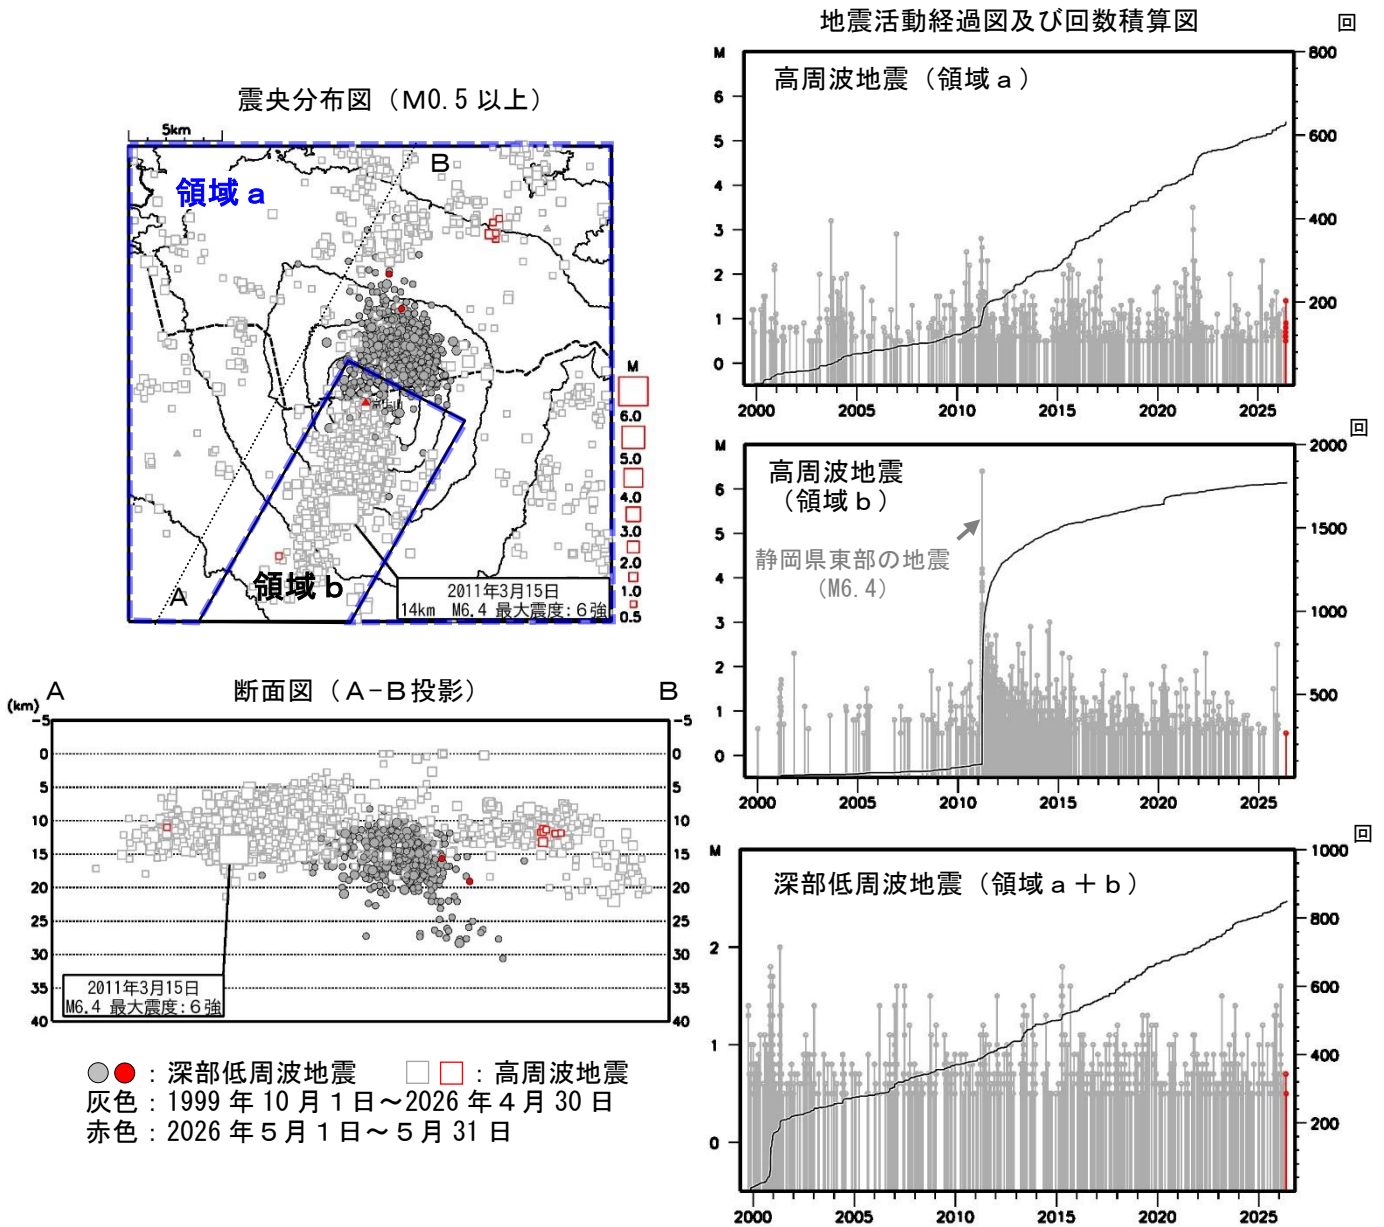 地震活動経過図及び回数積算図
震央分布図（Ｍ0.5 以上）
5km
領域ａ
Ｂ
Ａ
領域ｂ
2011年3月15日
14km M6.4 最大震度:６強
M
6.0
5.0
4.0
3.0
2.0
1.0
0.5
断面図（Ａ−Ｂ投影）
Ａ
Ｂ
(km)
-5
0
5
10
15
20
25
30
35
40
-5
0
5
10
15
20
25
30
35
40
2011年3月15日
M6.4 最大震度:６強
：深部低周波地震
：高周波地震
灰色：1999 年 10 月１日～2026 年４月 30 日
赤色：2026 年５月１日～５月 31 日
回
高周波地震（領域ａ）
M
6
5
4
3
2
1
0
800
600
400
200
2000
2005
2011
2015
2020
2025
回
高周波地震
（領域ｂ）
静岡県東部の地震
(M6.4)
M
6
5
4
3
2
1
0
2000
1500
1000
500
2000
2005
2011
2015
2020
2025
回
深部低周波地震（領域ａ＋ｂ）
M
2
1
0
1000
800
600
400
200
2000
2005
2011
2015
2020
2025